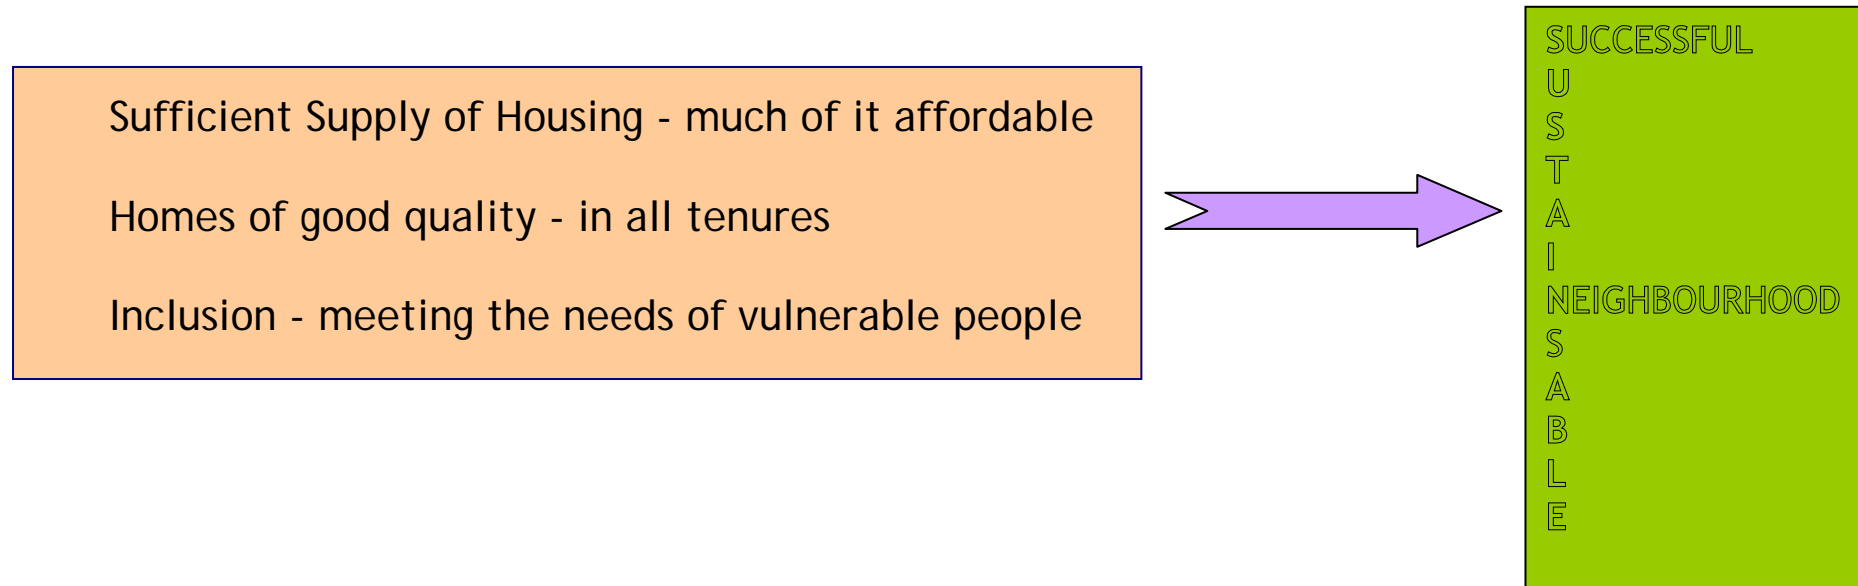 Sufficient Supply of Housing - much of it affordable
Homes of good quality - in all tenures
Inclusion - meeting the needs of vulnerable people
SUCCESSFUL
U
S
T
A
I
NEIGHBOURHOOD
S
A
B
L
E